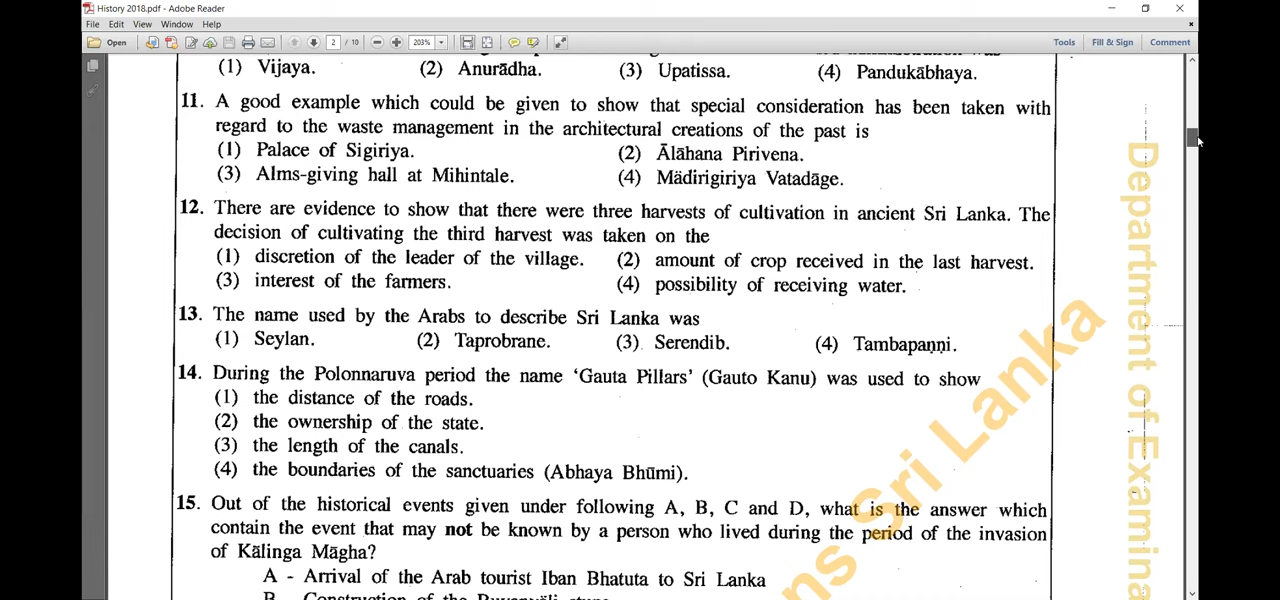 History 2018.pdf - Adobe Reader
File Edit View Window Help
Open 2 / 10 203% Tools Fill & Sign Comment
(1) Vijaya. (2) Anurādha. (3) Upatissa. (4) Pandukābhaya.
11. A good example which could be given to show that special consideration has been taken with
regard to the waste management in the architectural creations of the past is
(1) Palace of Sigiriya. (2) Ālāhana Pirivena.
(3) Alms-giving hall at Mihintale. (4) Mädirigiriya Vatadāge.
12. There are evidence to show that there were three harvests of cultivation in ancient Sri Lanka. The
decision of cultivating the third harvest was taken on the
(1) discretion of the leader of the village. (2) amount of crop received in the last harvest.
(3) interest of the farmers. (4) possibility of receiving water.
13. The name used by the Arabs to describe Sri Lanka was
(1) Seylan. (2) Taprobrane. (3) Serendib. (4) Tambapaṇṇi.
14. During the Polonnaruva period the name ‘Gauta Pillars’ (Gauto Kanu) was used to show
(1) the distance of the roads.
(2) the ownership of the state.
(3) the length of the canals.
(4) the boundaries of the sanctuaries (Abhaya Bhūmi).
15. Out of the historical events given under following A, B, C and D, what is the answer which
contain the event that may not be known by a person who lived during the period of the invasion
of Kālinga Māgha?
A - Arrival of the Arab tourist Iban Bhatuta to Sri Lanka
B - Construction of the Ruwanväli stupa
ns Sri Lanka
Department of Examina